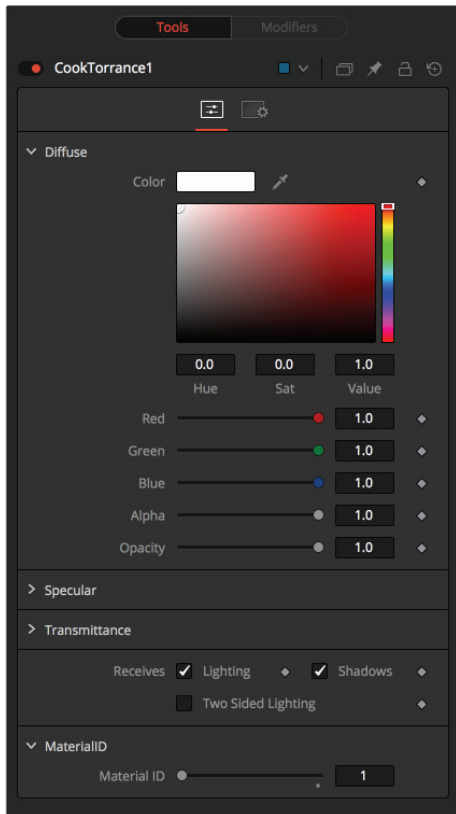 Tools Modifiers
CookTorrance1
Diffuse
Color
0.0 0.0 1.0
Hue Sat Value
Red 1.0
Green 1.0
Blue 1.0
Alpha 1.0
Opacity 1.0
Specular
Transmittance
Receives Lighting Shadows
Two Sided Lighting
MaterialID
Material ID 1